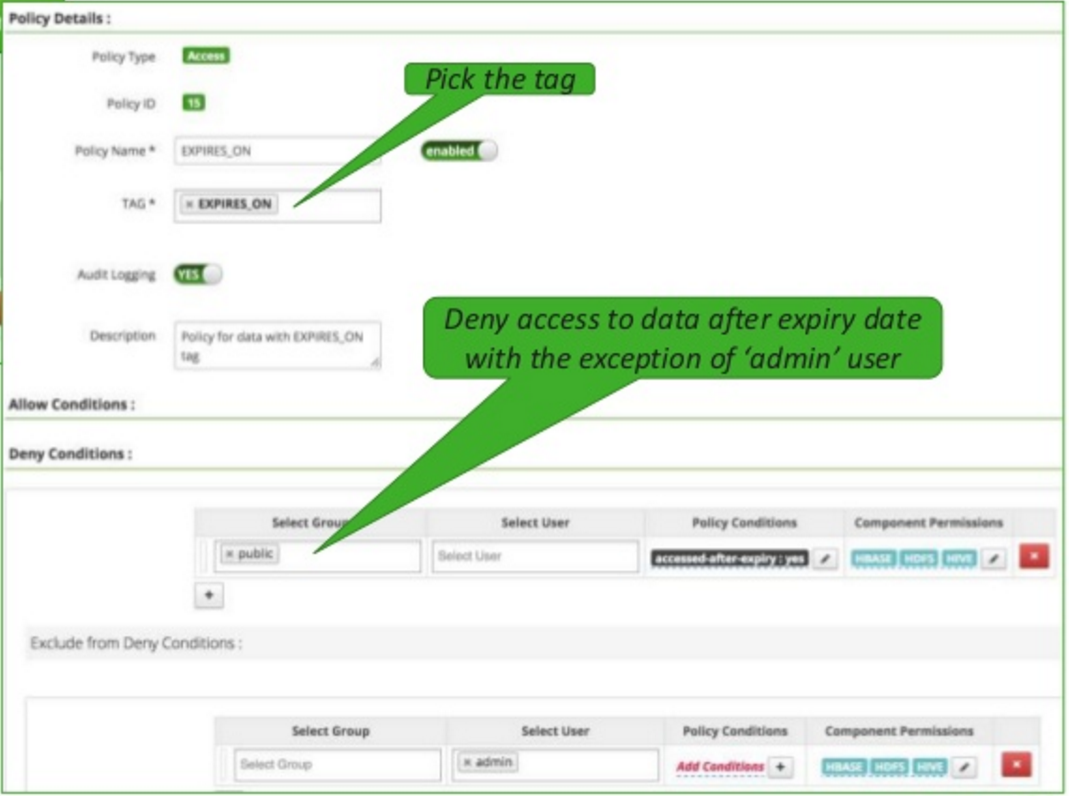 Policy Details :
Policy Type Access
Pick the tag
Policy ID 15
Policy Name * EXPIRES_ON enabled
TAG * × EXPIRES_ON
Audit Logging YES
Deny access to data after expiry date
with the exception of ‘admin’ user
Description Policy for data with EXPIRES_ON
tag
Allow Conditions :
Deny Conditions :
Select Group Select User Policy Conditions Component Permissions
× public Select User accessed-after-expiry : yes HBASE HDFS HIVE ×
+
Exclude from Deny Conditions :
Select Group Select User Policy Conditions Component Permissions
Select Group × admin Add Conditions + HBASE HDFS HIVE ×